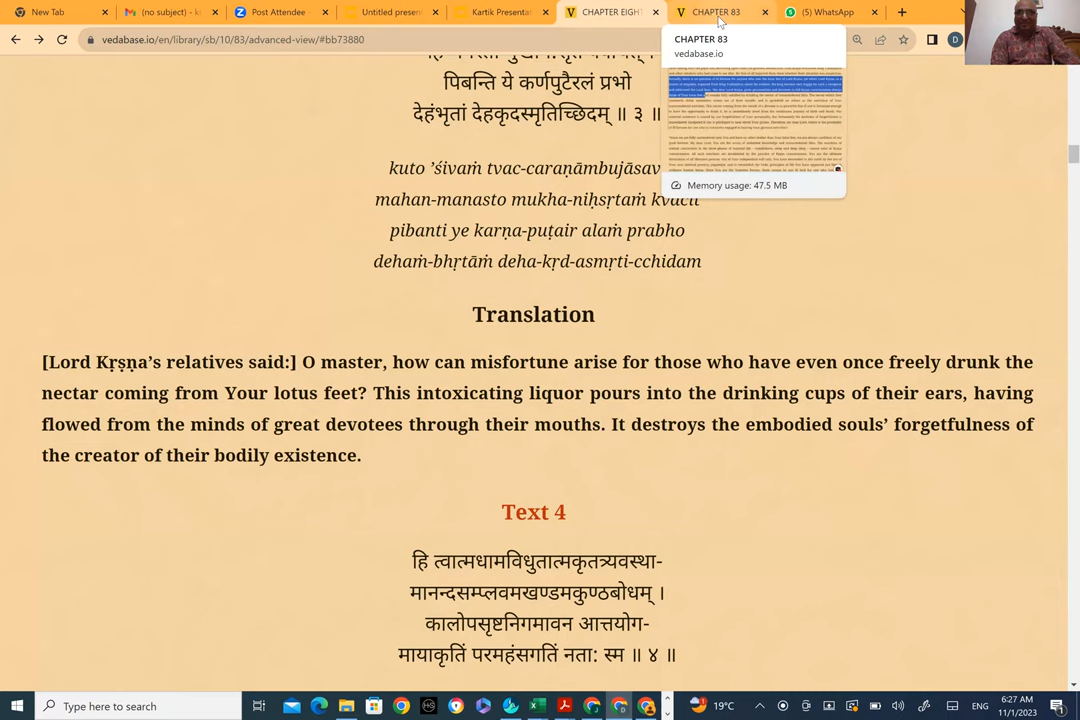 New Tab
(no subject) - k
Post Attendee -
Untitled presen
Kartik Presenta
CHAPTER EIGHT
CHAPTER 83
(5) WhatsApp
vedabase.io/en/library/sb/10/83/advanced-view/#bb73880
D
CHAPTER 83
vedabase.io
Memory usage: 47.5 MB
पिबन्ति ये कर्णपुटैरलं प्रभो
देहंभृतां देहकृदस्मृतिच्छिदम् ॥ ३ ॥
kuto ’śivaṁ tvac-caraṇāmbujāsav
mahan-manasto mukha-niḥsṛtaṁ kvacit
pibanti ye karṇa-puṭair alaṁ prabho
dehaṁ-bhṛtāṁ deha-kṛd-asmṛti-cchidam
Translation
[Lord Kṛṣṇa’s relatives said:] O master, how can misfortune arise for those who have even once freely drunk the
nectar coming from Your lotus feet? This intoxicating liquor pours into the drinking cups of their ears, having
flowed from the minds of great devotees through their mouths. It destroys the embodied souls’ forgetfulness of
the creator of their bodily existence.
Text 4
हि त्वात्मधामविधुतात्मकृतत्र्यवस्था-
मानन्दसम्प्लवमखण्डमकुण्ठबोधम् ।
कालोपसृष्टनिगमावन आत्तयोग-
मायाकृतिं परमहंसगतिं नता: स्म ॥ ४ ॥
Type here to search
19°C
ENG
6:27 AM
11/1/2023